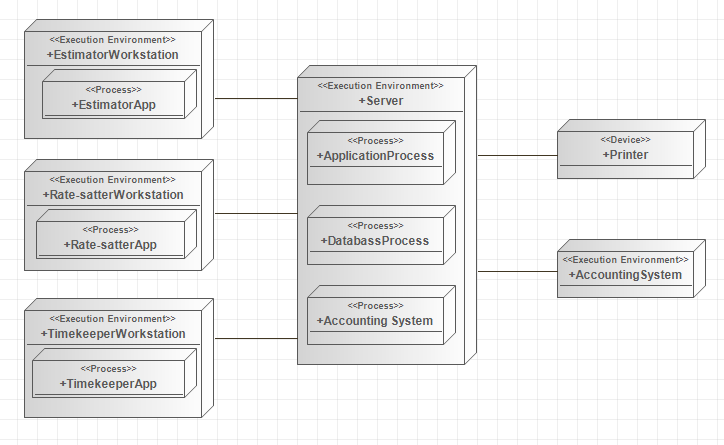 <<Execution Environment>>
+EstimatorWorkstation
<<Process>>
+EstimatorApp
<<Execution Environment>>
+Rate-satterWorkstation
<<Process>>
+Rate-satterApp
<<Execution Environment>>
+TimekeeperWorkstation
<<Process>>
+TimekeeperApp
<<Execution Environment>>
+Server
<<Process>>
+ApplicationProcess
<<Process>>
+DatabassProcess
<<Process>>
+Accounting System
<<Device>>
+Printer
<<Execution Environment>>
+AccountingSystem